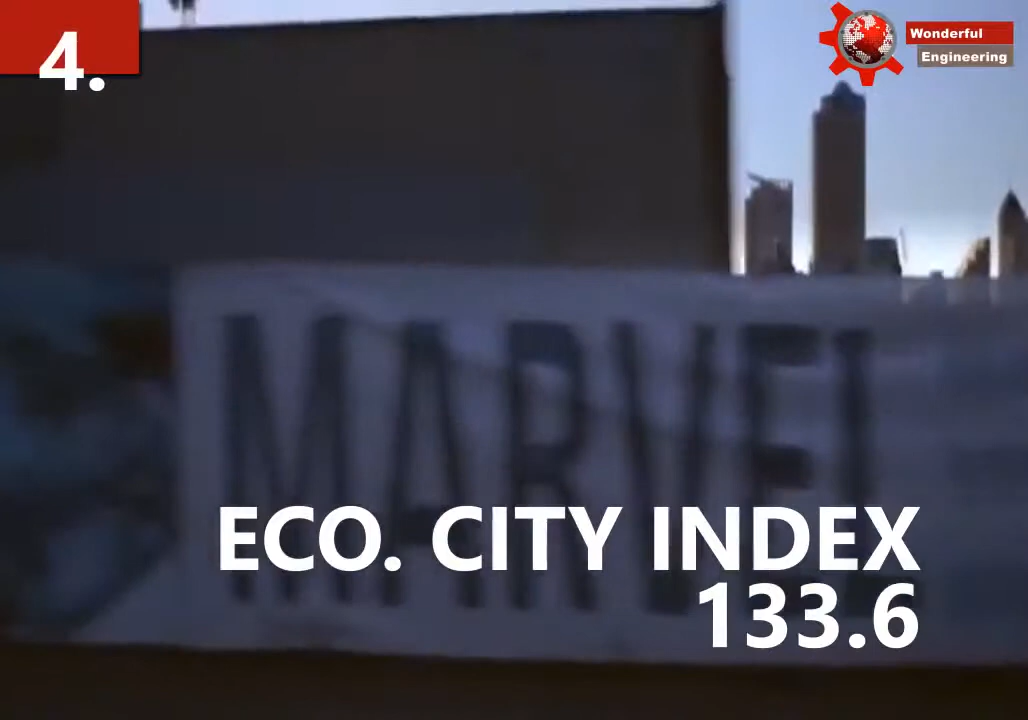 4.
Wonderful
Engineering
MARVEL
ECO. CITY INDEX
133.6